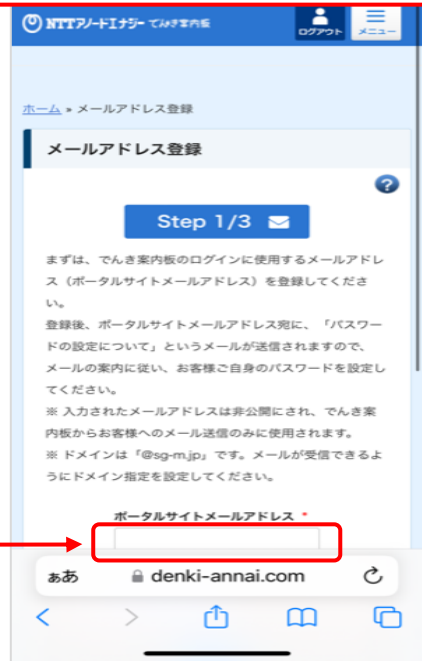 NTTアノードエナジー でんき案内板
ログアウト
メニュー
ホーム » メールアドレス登録
メールアドレス登録
?
Step 1/3
まずは、でんき案内板のログインに使用するメールアドレ
ス（ポータルサイトメールアドレス）を登録してくださ
い。
登録後、ポータルサイトメールアドレス宛に、「パスワー
ドの設定について」というメールが送信されますので、
メールの案内に従い、お客様ご自身のパスワードを設定し
てください。
※ 入力されたメールアドレスは非公開にされ、でんき案
内板からお客様へのメール送信のみに使用されます。
※ ドメインは「@sg-m.jp」です。メールが受信できるよ
うにドメイン指定を設定してください。
ポータルサイトメールアドレス *
ぁあ denki-annai.com